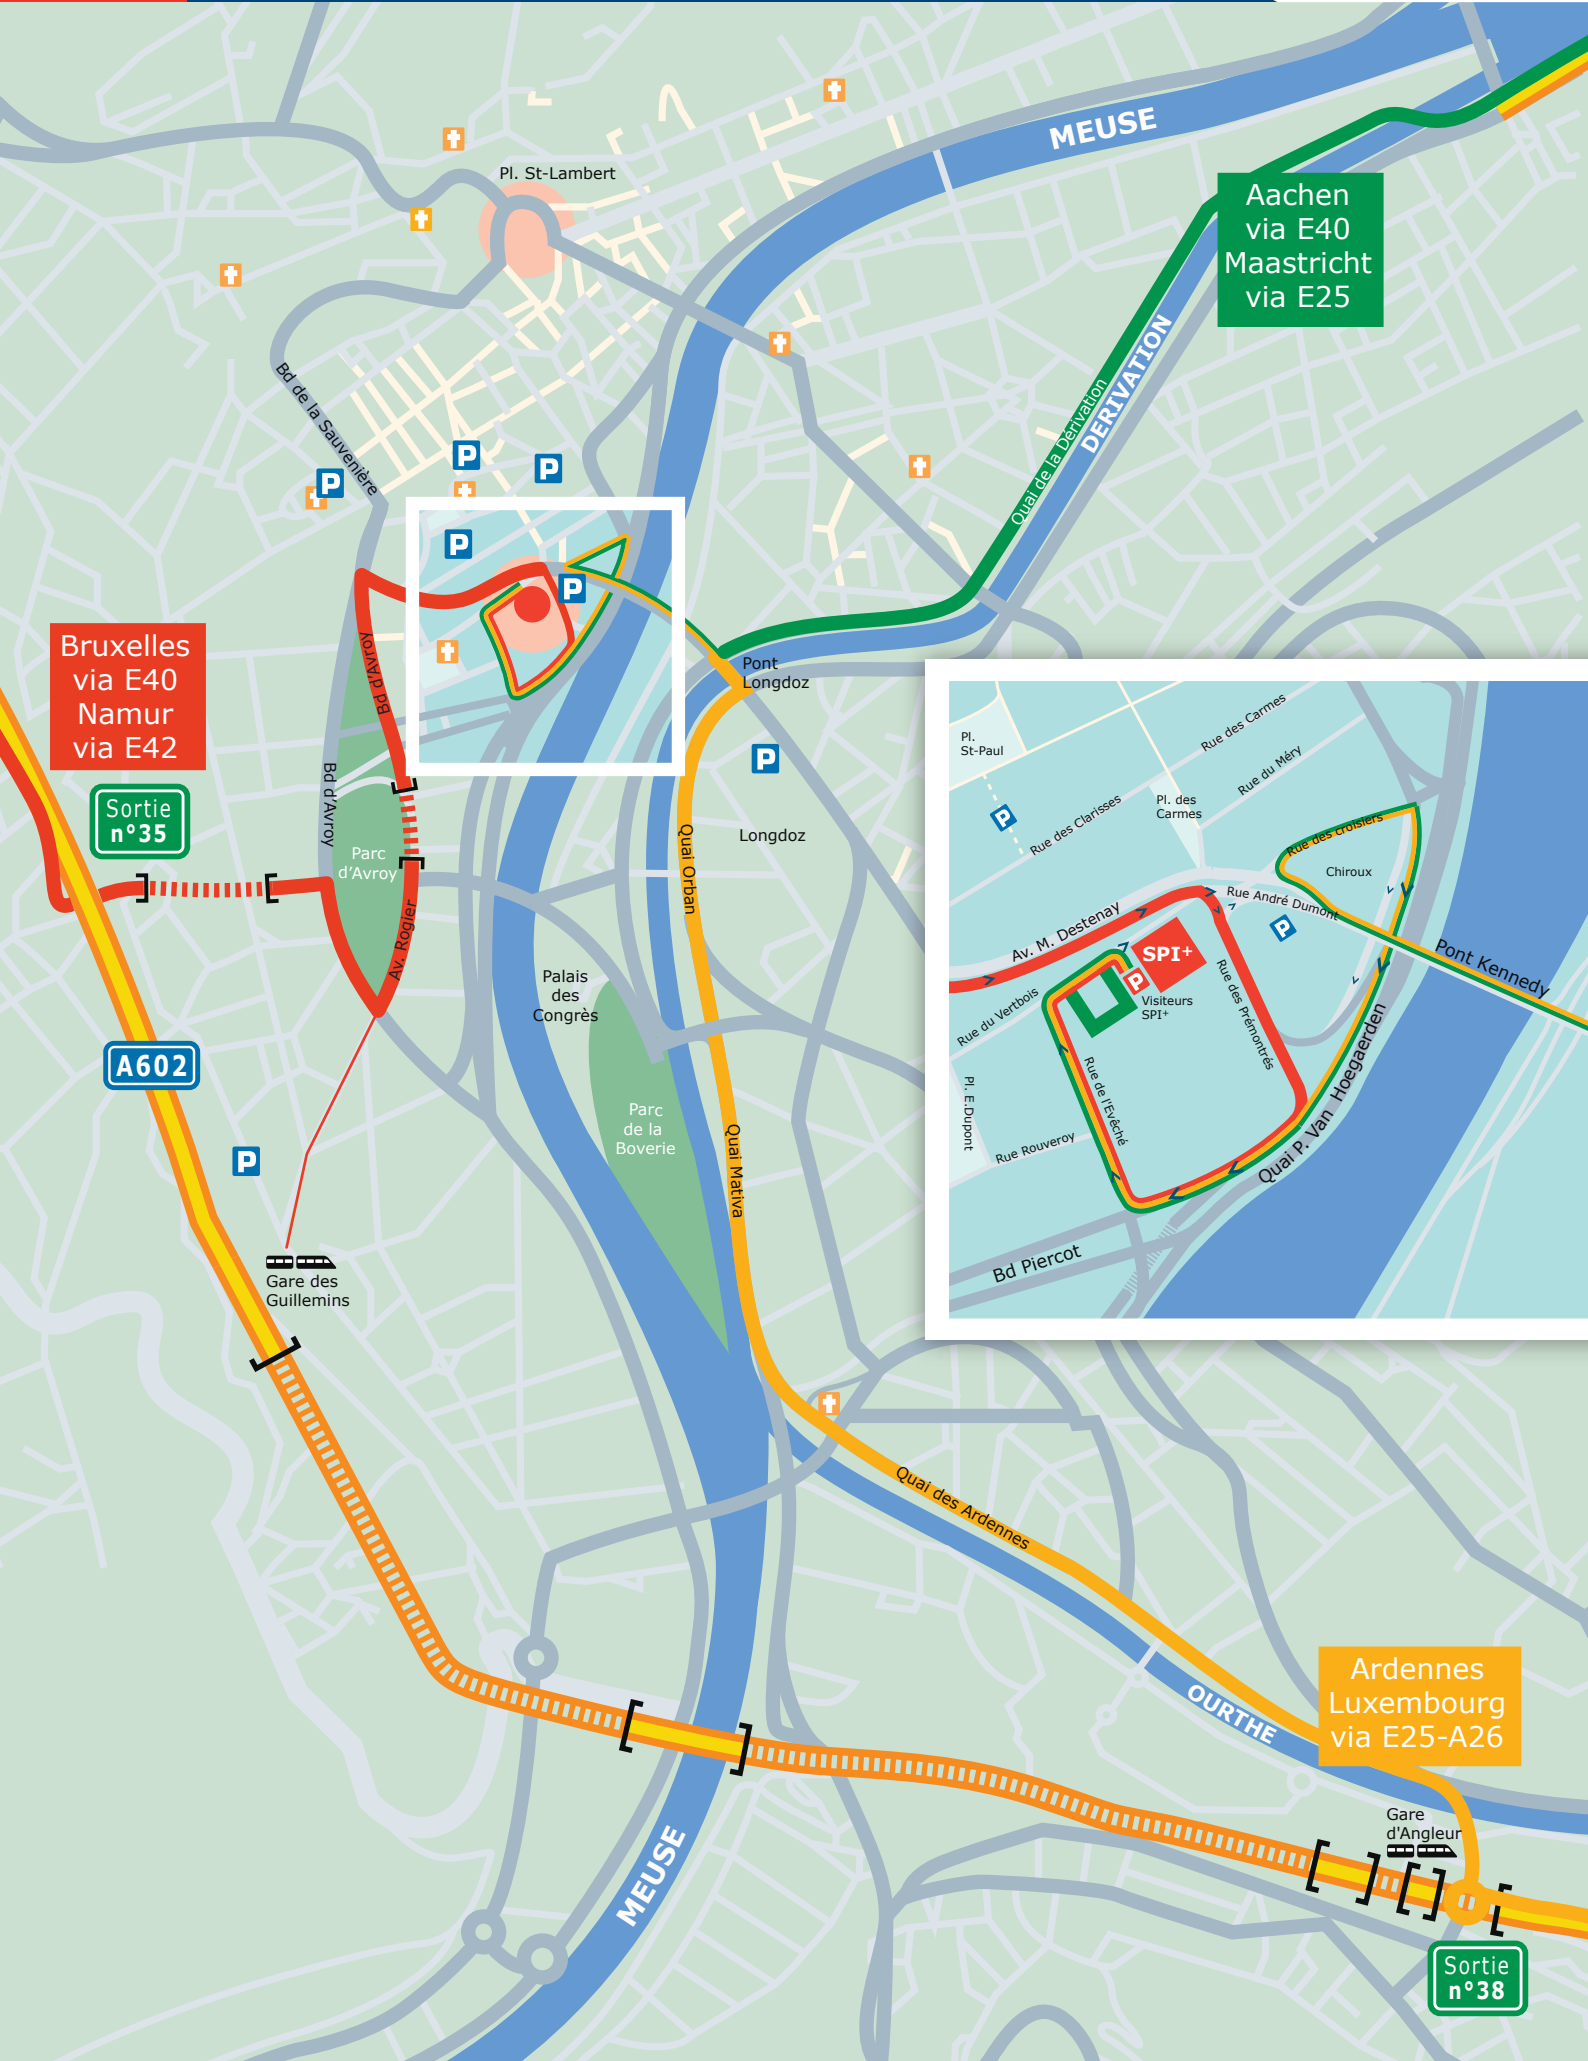 MEUSE
Pl. St-Lambert
Aachen
via E40
Maastricht
via E25
DERIVATION
Quai de la Dérivation
Bd de la Sauvenière
P
P
P
P
P
Bruxelles
via E40
Namur
via E42
Bd d'Avroy
Pont
Longdoz
P
Sortie
n°35
Bd d'Avroy
Parc
d'Avroy
Quai Orban
Longdoz
Av. Rogier
Palais
des
Congrès
A602
Parc
de la
Boverie
Quai Mativa
P
Gare des
Guillemins
Pl.
St-Paul
Rue des Carmes
Rue du Méry
P
Rue des Clarisses
Pl. des
Carmes
Rue des croisiers
Chiroux
Rue André Dumont
Av. M. Destenay
P
SPI+
P
Visiteurs
SPI+
Pont Kennedy
Rue du Vertbois
Rue des Prémontrés
Pl. E.Dupont
Rue de l'Evêché
Rue Rouveroy
Quai P. Van Hoegaerden
Bd Piercot
Quai des Ardennes
OURTHE
Ardennes
Luxembourg
via E25-A26
MEUSE
Gare
d'Angleur
Sortie
n°38